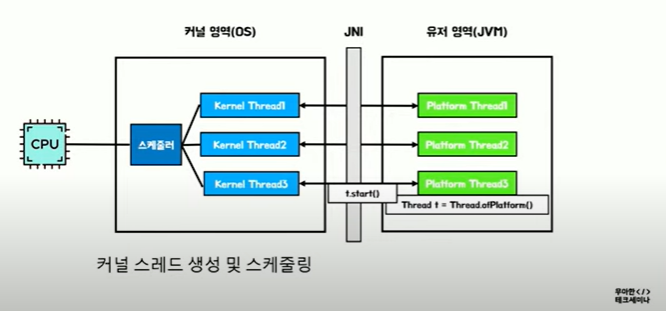 커널 영역(OS)
JNI
유저 영역(JVM)
Kernel Thread1
Platform Thread1
CPU
스케줄러
Kernel Thread2
Platform Thread2
Kernel Thread3
Platform Thread3
t.start()
Thread t = Thread.ofPlatform()
커널 스레드 생성 및 스케줄링
우아한</>
테크세미나